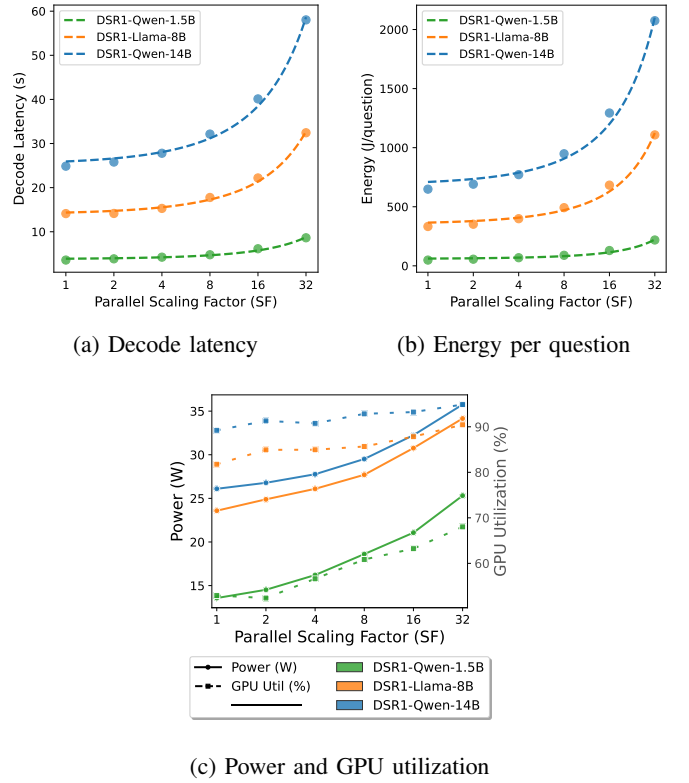 DSR1-Qwen-1.5B
DSR1-Llama-8B
DSR1-Qwen-14B
Decode Latency (s)
60
50
40
30
20
10
1 2 4 8 16 32
Parallel Scaling Factor (SF)
(a) Decode latency
DSR1-Qwen-1.5B
DSR1-Llama-8B
DSR1-Qwen-14B
Energy (J/question)
2000
1500
1000
500
0
1 2 4 8 16 32
Parallel Scaling Factor (SF)
(b) Energy per question
Power (W)
35
30
25
20
15
GPU Utilization (%)
90
80
70
60
1 2 4 8 16 32
Parallel Scaling Factor (SF)
Power (W)
GPU Util (%)
DSR1-Qwen-1.5B
DSR1-Llama-8B
DSR1-Qwen-14B
(c) Power and GPU utilization